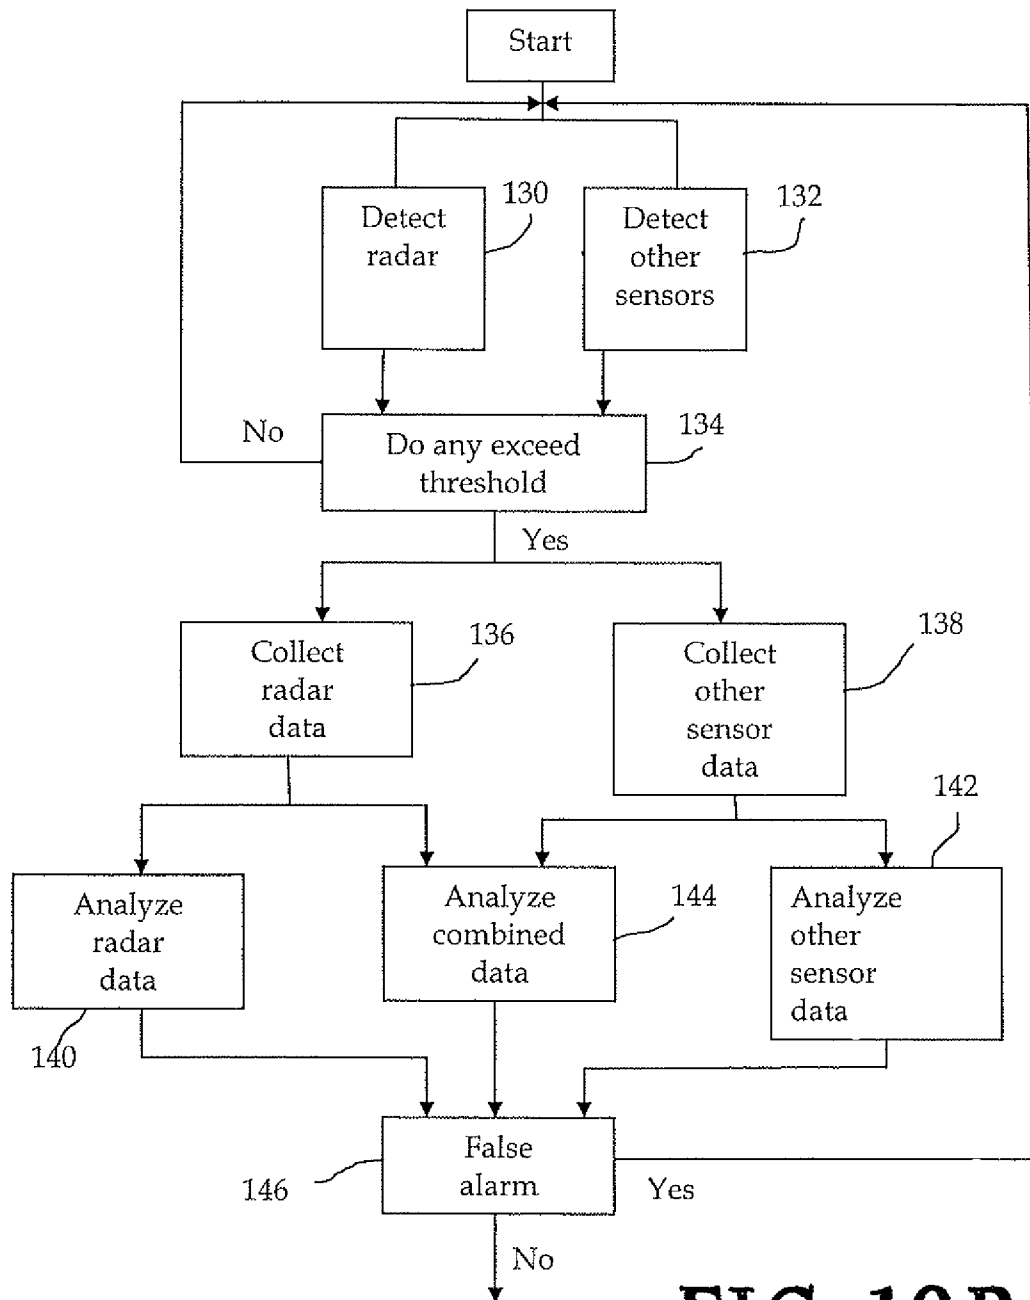 Start
130
Detect
radar
132
Detect
other
sensors
No
Do any exceed
threshold
134
Yes
Collect
radar
data
136
Collect
other
sensor
data
138
142
Analyze
radar
data
140
Analyze
combined
data
144
Analyze
other
sensor
data
False
alarm
146
Yes
No